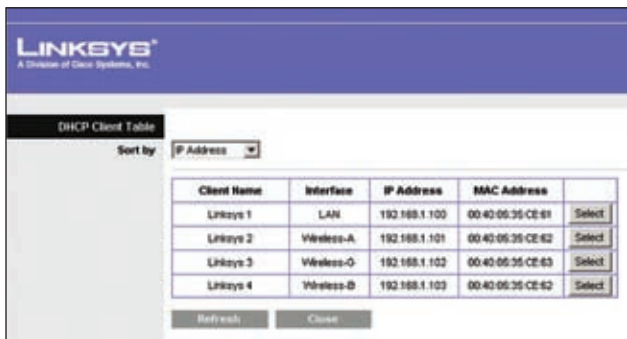 LINKSYS®
A Division of Cisco Systems, Inc.
DHCP Client Table
Sort by IP Address
Client Name Interface IP Address MAC Address
Linksys 1 LAN 192.168.1.100 00:40:05:35:CE:61 Select
Linksys 2 Wireless-A 192.168.1.101 00:40:05:35:CE:62 Select
Linksys 3 Wireless-G 192.168.1.102 00:40:05:35:CE:63 Select
Linksys 4 Wireless-B 192.168.1.103 00:40:05:35:CE:62 Select
Refresh Close